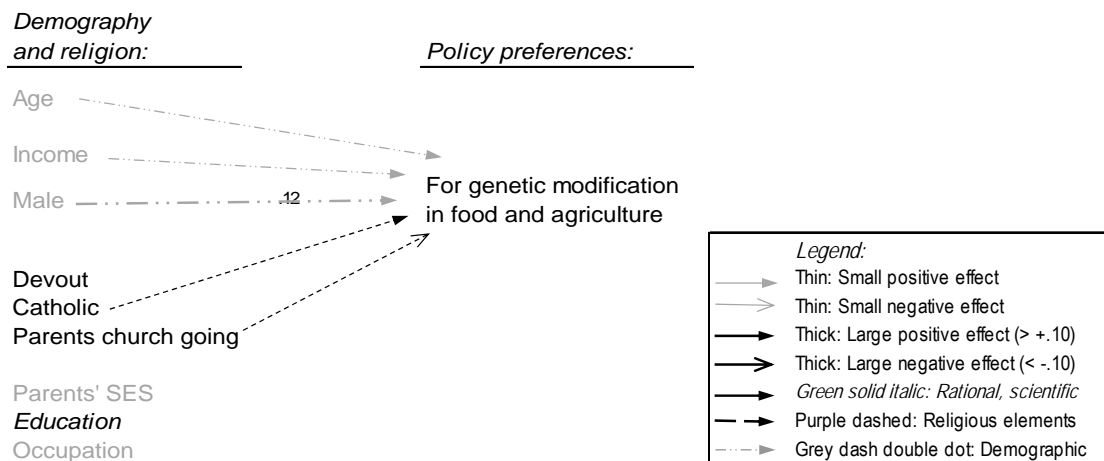 Demography
and religion:
Policy preferences:
Age
Income
Male
.12
For genetic modification
in food and agriculture
Devout
Catholic
Parents church going
Parents' SES
Education
Occupation
Legend:
Thin: Small positive effect
Thin: Small negative effect
Thick: Large positive effect (> +.10)
Thick: Large negative effect (< -.10)
Green solid italic: Rational, scientific
Purple dashed: Religious elements
Grey dash double dot: Demographic